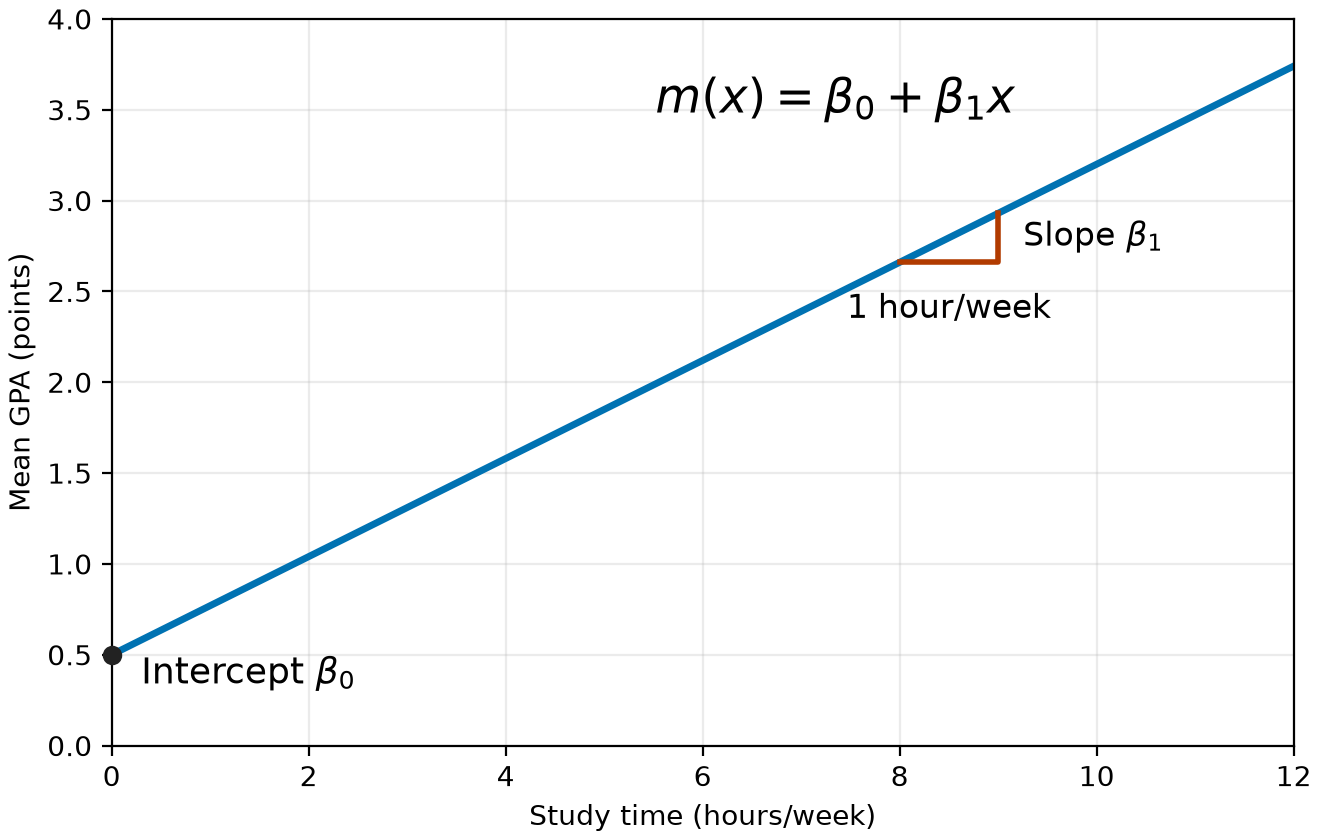 4.0
3.5
3.0
2.5
2.0
1.5
1.0
0.5
0.0
Mean GPA (points)
m(x) = β₀ + β₁x
Slope β₁
1 hour/week
Intercept β₀
0 2 4 6 8 10 12
Study time (hours/week)